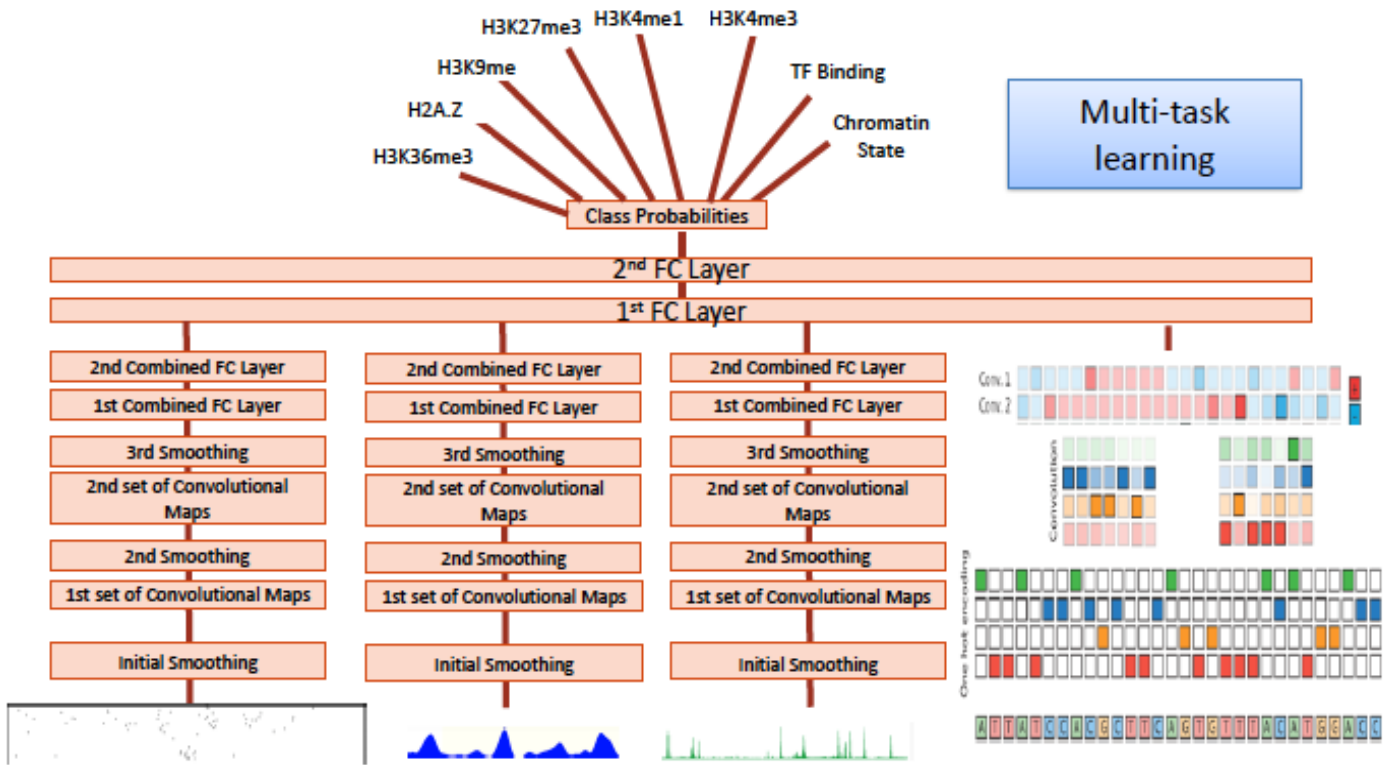 H3K27me3
H3K4me1
H3K4me3
H3K9me
TF Binding
H2A.Z
Chromatin
State
H3K36me3
Multi-task
learning
Class Probabilities
2nd FC Layer
1st FC Layer
2nd Combined FC Layer
1st Combined FC Layer
3rd Smoothing
2nd set of Convolutional
Maps
2nd Smoothing
1st set of Convolutional Maps
Initial Smoothing
2nd Combined FC Layer
1st Combined FC Layer
3rd Smoothing
2nd set of Convolutional
Maps
2nd Smoothing
1st set of Convolutional Maps
Initial Smoothing
2nd Combined FC Layer
1st Combined FC Layer
3rd Smoothing
2nd set of Convolutional
Maps
2nd Smoothing
1st set of Convolutional Maps
Initial Smoothing
Conv.1
Conv.2
Convolution
One hot encoding
ATTATCCACGCTTCAGTGTTTACATGGACC